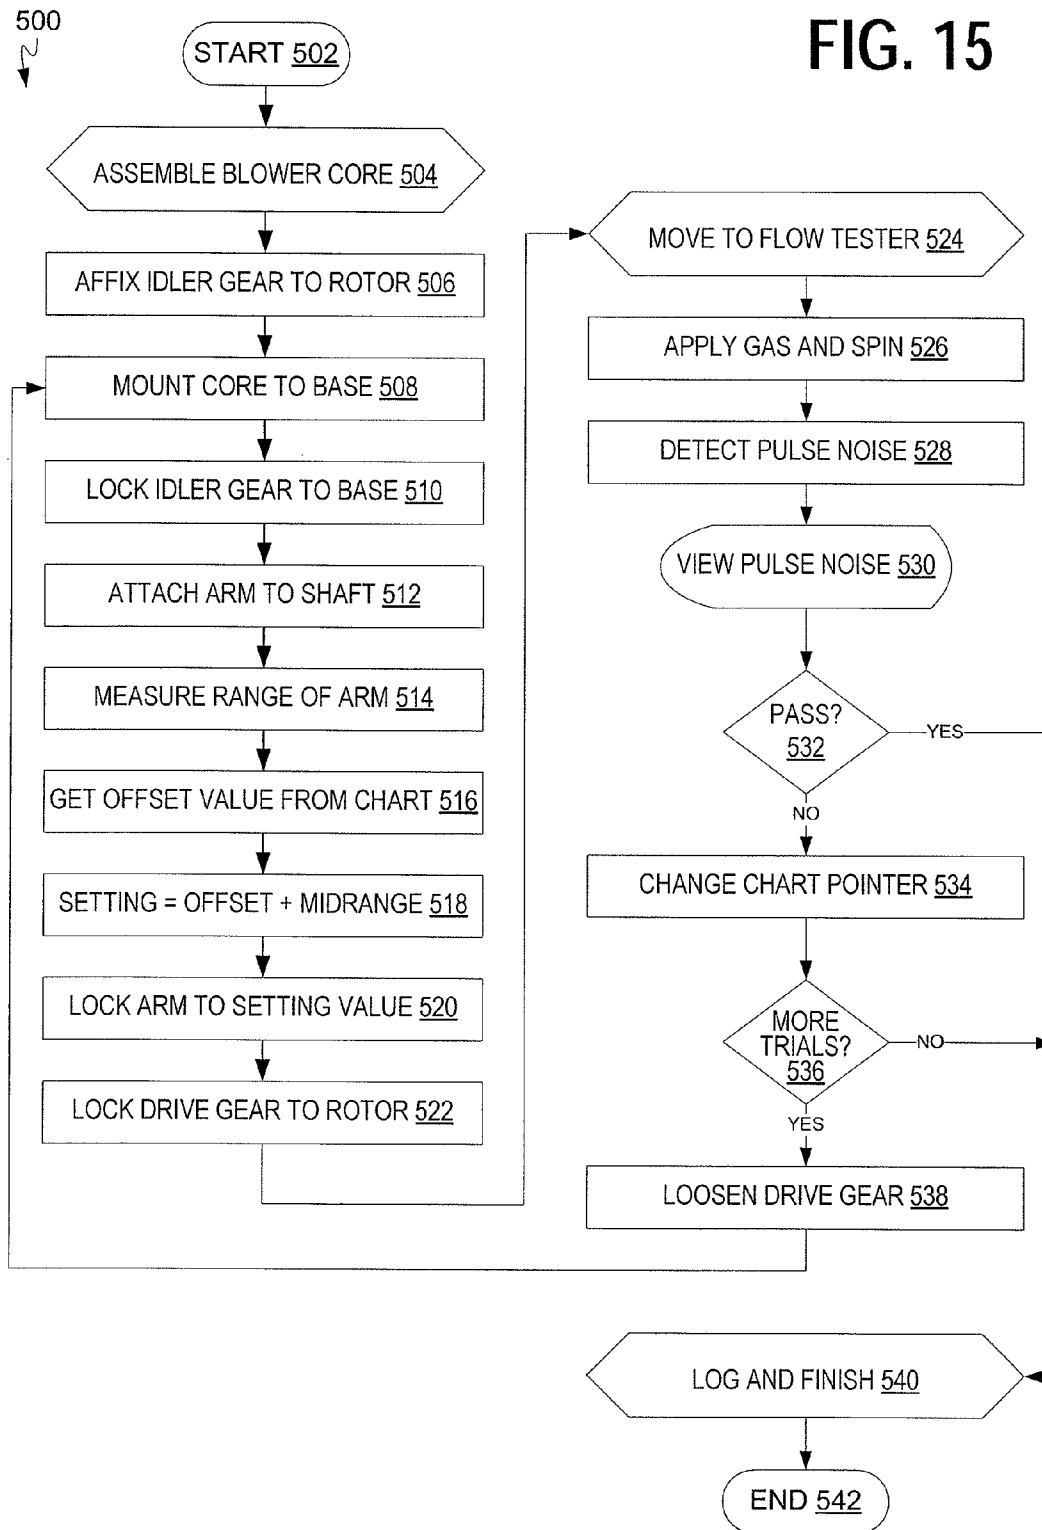 500
FIG. 15
START 502
ASSEMBLE BLOWER CORE 504
AFFIX IDLER GEAR TO ROTOR 506
MOUNT CORE TO BASE 508
LOCK IDLER GEAR TO BASE 510
ATTACH ARM TO SHAFT 512
MEASURE RANGE OF ARM 514
GET OFFSET VALUE FROM CHART 516
SETTING = OFFSET + MIDRANGE 518
LOCK ARM TO SETTING VALUE 520
LOCK DRIVE GEAR TO ROTOR 522
MOVE TO FLOW TESTER 524
APPLY GAS AND SPIN 526
DETECT PULSE NOISE 528
VIEW PULSE NOISE 530
PASS?
532
YES
NO
CHANGE CHART POINTER 534
MORE
TRIALS?
536
NO
YES
LOOSEN DRIVE GEAR 538
LOG AND FINISH 540
END 542